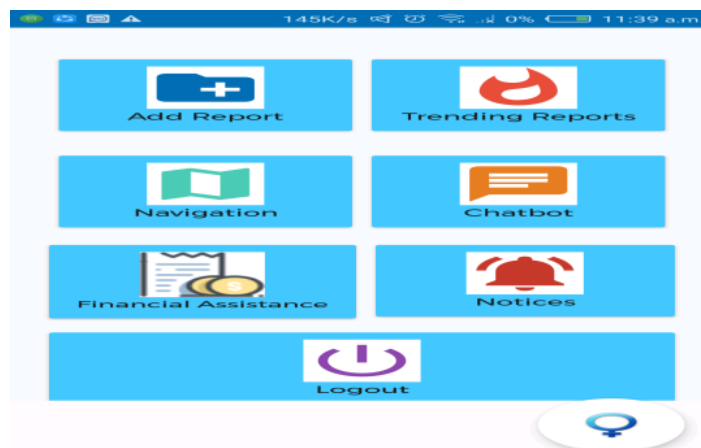 145K/s 0% 11:39 a.m
Add Report
Trending Reports
Navigation
Chatbot
Financial Assistance
Notices
Logout